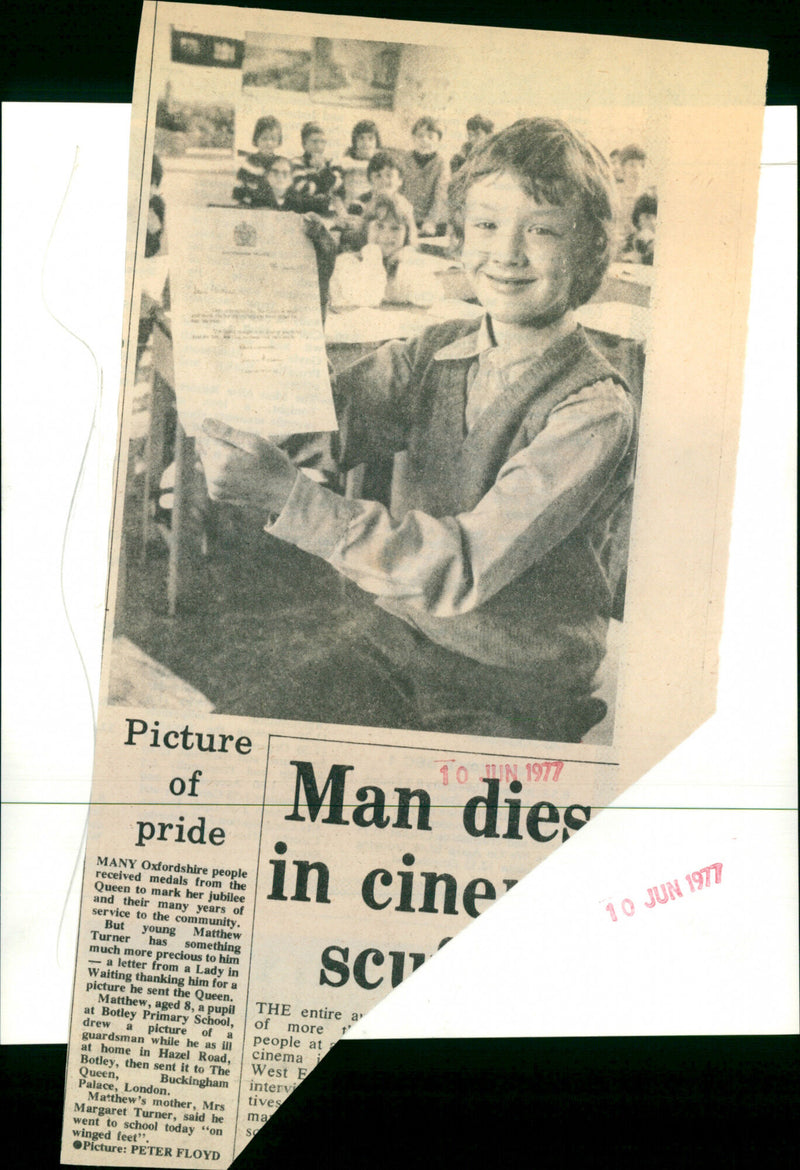 Picture
of
pride
MANY Oxfordshire people
received medals from the
Queen to mark her jubilee
and their many years of
service to the community.
But young Matthew
Turner has something
much more precious to him
— a letter from a Lady in
Waiting thanking him for a
picture he sent the Queen.
Matthew, aged 8, a pupil
at Botley Primary School,
drew a picture of a
guardsman while he as ill
at home in Hazel Road,
Botley, then sent it to The
Queen, Buckingham
Palace, London.
Matthew's mother, Mrs
Margaret Turner, said he
went to school today "on
winged feet".
●Picture: PETER FLOYD
10 JUN 1977
Man dies
in cine
scu
THE entire
of more
people at
cinema
West E
intervi
tives
ma
10 JUN 1977